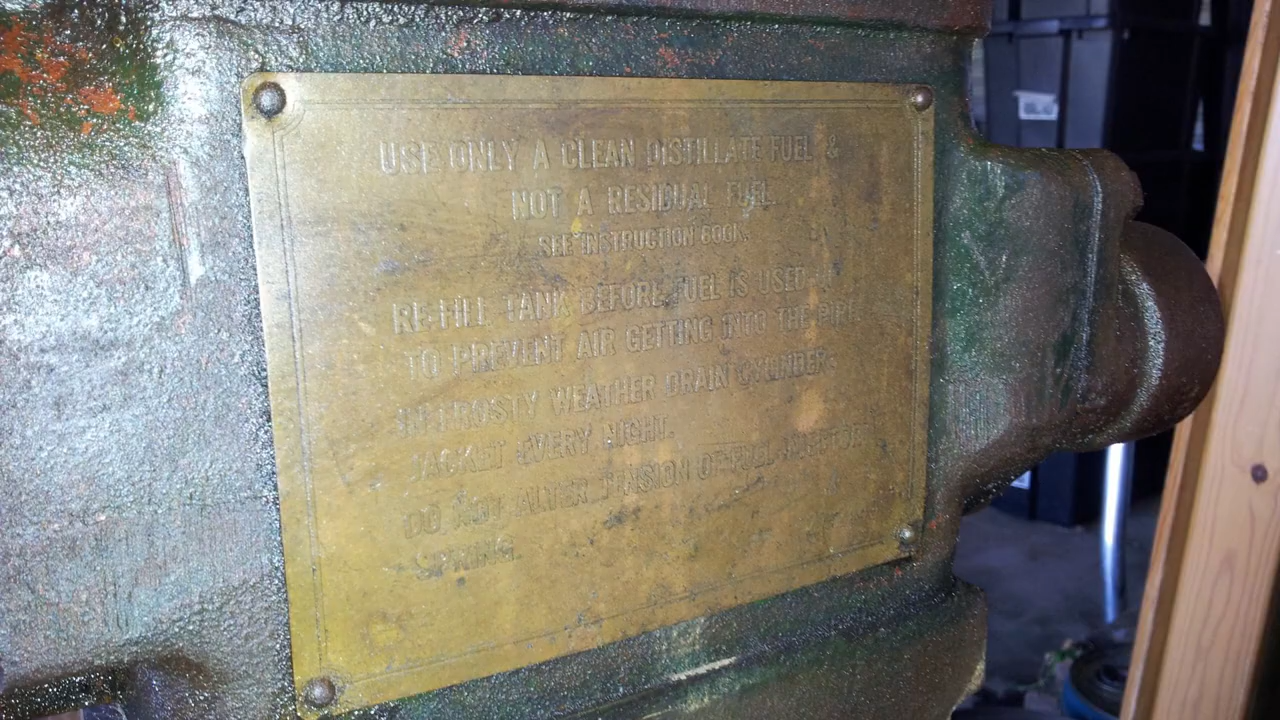 USE ONLY A CLEAN DISTILLATE FUEL &
NOT A RESIDUAL FUEL.
SEE INSTRUCTION BOOK.
RE-FILL TANK BEFORE FUEL IS USED
TO PREVENT AIR GETTING INTO THE PIPE.
IN FROSTY WEATHER DRAIN CYLINDER
JACKET EVERY NIGHT.
DO NOT ALTER TENSION OF FUEL INJECTOR
SPRING.